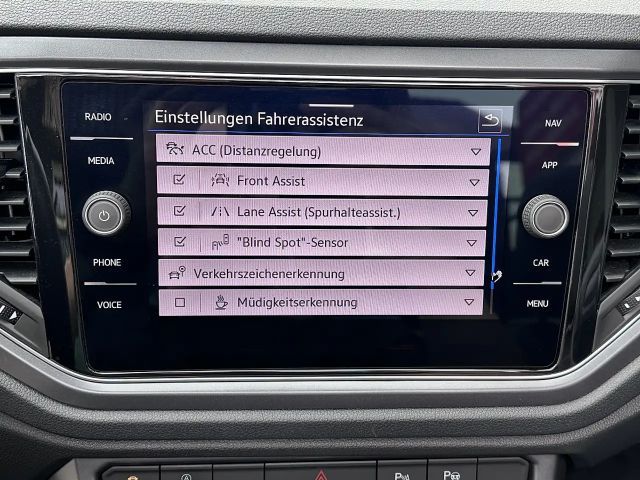 RADIO
MEDIA
PHONE
VOICE
Einstellungen Fahrerassistenz
ACC (Distanzregelung)
Front Assist
Lane Assist (Spurhalteassist.)
"Blind Spot"-Sensor
Verkehrszeichenerkennung
Müdigkeitserkennung
NAV
APP
CAR
MENU